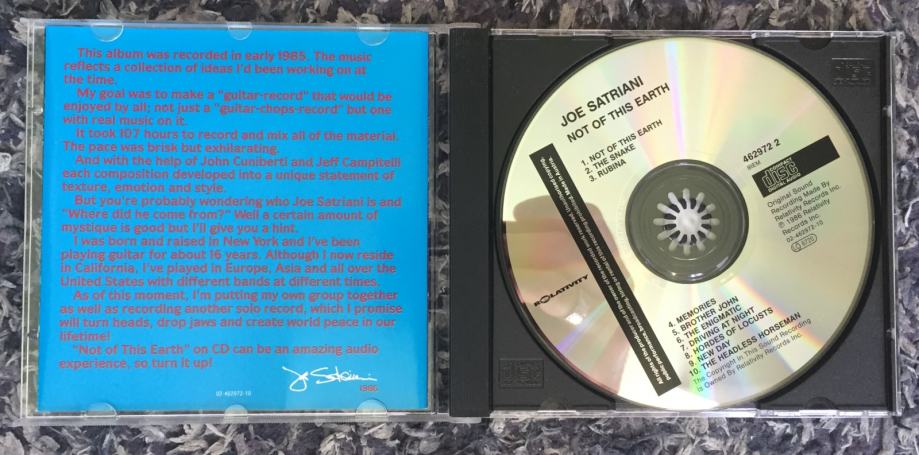 This album was recorded in early 1985. The music
reflects a collection of ideas I'd been working on at
the time.
My goal was to make a "guitar-record" that would be
enjoyed by all; not just a "guitar-chops-record" but one
with real music on it.
It took 107 hours to record and mix all of the material.
The pace was brisk but exhilarating.
And with the help of John Cuniberti and Jeff Campitelli
each composition developed into a unique statement of
texture, emotion and style.
But you're probably wondering who Joe Satriani is and
"Where did he come from?" Well a certain amount of
mystique is good but I'll give you a hint.
I was born and raised in New York and I've been
playing guitar for about 16 years. Although I now reside
in California, I've played in Europe, Asia and all over the
United States with different bands at different times.
As of this moment, I'm putting my own group together
as well as recording another solo record, which I promise
will turn heads, drop jaws and create world peace in our
lifetime!
"Not of This Earth" on CD can be an amazing audio
experience, so turn it up!
Joe Satriani
1986
02-462972-10
JOE SATRIANI
NOT OF THIS EARTH
1. NOT OF THIS EARTH
2. THE SNAKE
3. RUBINA
462972 2
BIEM
COMPACT
disc
DIGITAL AUDIO
Original Sound
Recording Made By
Relativity Records Inc.
℗ 1986 Relativity
Records Inc.
02-462972-10
RELATIVITY
4. MEMORIES
5. BROTHER JOHN
6. THE ENIGMATIC
7. DRIVING AT NIGHT
8. HORDES OF LOCUSTS
9. NEW DAY
10. THE HEADLESS HORSEMAN
The Copyright In This Sound Recording
Is Owned By Relativity Records Inc.